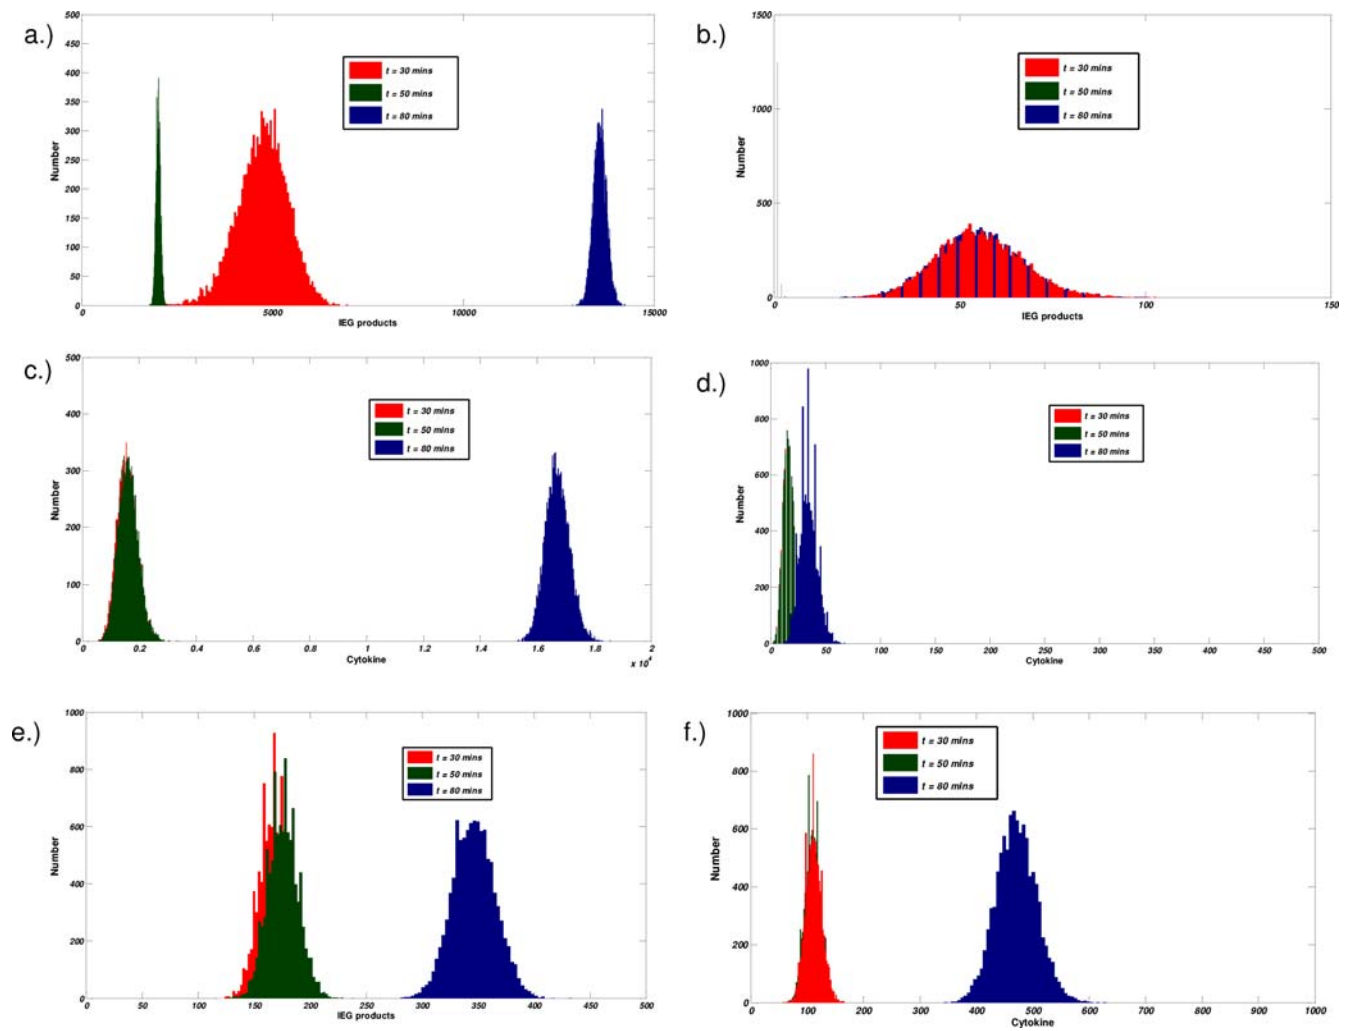 a.)
500
450
400
350
300
250
200
150
100
50
0
Number
t = 30 mins
t = 50 mins
t = 80 mins
0 5000 10000 15000
IEG products
b.)
1500
1000
500
0
Number
t = 30 mins
t = 50 mins
t = 80 mins
0 50 100 150
IEG products
c.)
500
400
300
200
100
0
Number
t = 30 mins
t = 50 mins
t = 80 mins
0 0.2 0.4 0.6 0.8 1 1.2 1.4 1.6 1.8 2
Cytokine
x 10⁴
d.)
1000
800
600
400
200
0
Number
t = 30 mins
t = 50 mins
t = 80 mins
0 50 100 150 200 250 300 350 400 450 500
Cytokine
e.)
1000
800
600
400
200
0
Number
t = 30 mins
t = 50 mins
t = 80 mins
0 50 100 150 200 250 300 350 400 450 500
IEG products
f.)
1000
800
600
400
200
0
Number
t = 30 mins
t = 50 mins
t = 80 mins
0 100 200 300 400 500 600 700 800 900 1000
Cytokine